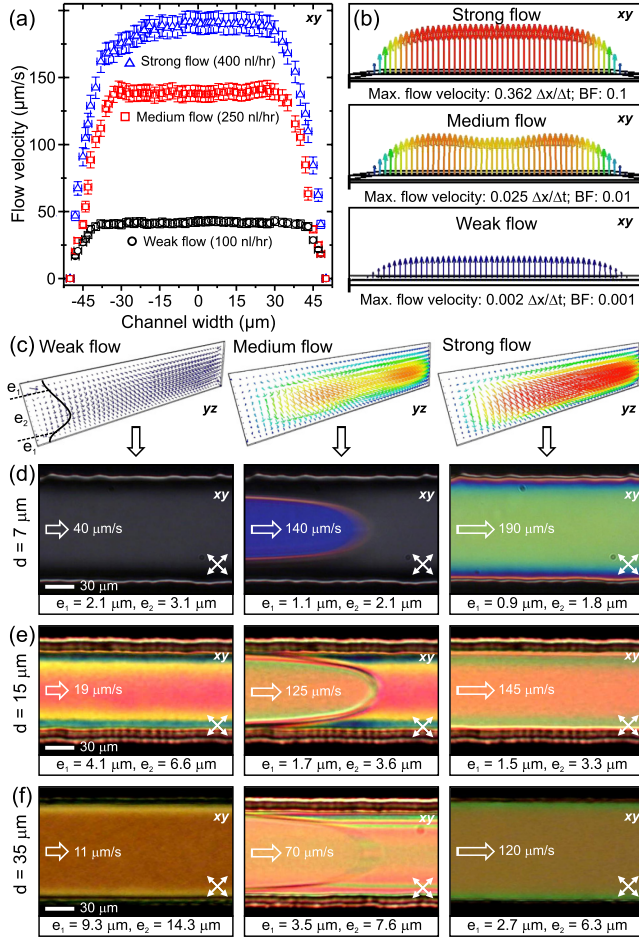 (a)
xy
Flow velocity (μm/s)
150
100
50
0
Strong flow (400 nl/hr)
Medium flow (250 nl/hr)
Weak flow (100 nl/hr)
-45 -30 -15 0 15 30 45
Channel width (μm)
(b)
Strong flow
Max. flow velocity: 0.362 Δx/Δt; BF: 0.1
Medium flow
Max. flow velocity: 0.025 Δx/Δt; BF: 0.01
Weak flow
Max. flow velocity: 0.002 Δx/Δt; BF: 0.001
(c) Weak flow
e₁
e₂
e₁
yz
Medium flow
yz
Strong flow
yz
(d)
d = 7 μm
xy
40 μm/s
30 μm
e₁ = 2.1 μm, e₂ = 3.1 μm
xy
140 μm/s
e₁ = 1.1 μm, e₂ = 2.1 μm
xy
190 μm/s
e₁ = 0.9 μm, e₂ = 1.8 μm
(e)
d = 15 μm
xy
19 μm/s
30 μm
e₁ = 4.1 μm, e₂ = 6.6 μm
xy
125 μm/s
e₁ = 1.7 μm, e₂ = 3.6 μm
xy
145 μm/s
e₁ = 1.5 μm, e₂ = 3.3 μm
(f)
d = 35 μm
xy
11 μm/s
30 μm
e₁ = 9.3 μm, e₂ = 14.3 μm
xy
70 μm/s
e₁ = 3.5 μm, e₂ = 7.6 μm
xy
120 μm/s
e₁ = 2.7 μm, e₂ = 6.3 μm